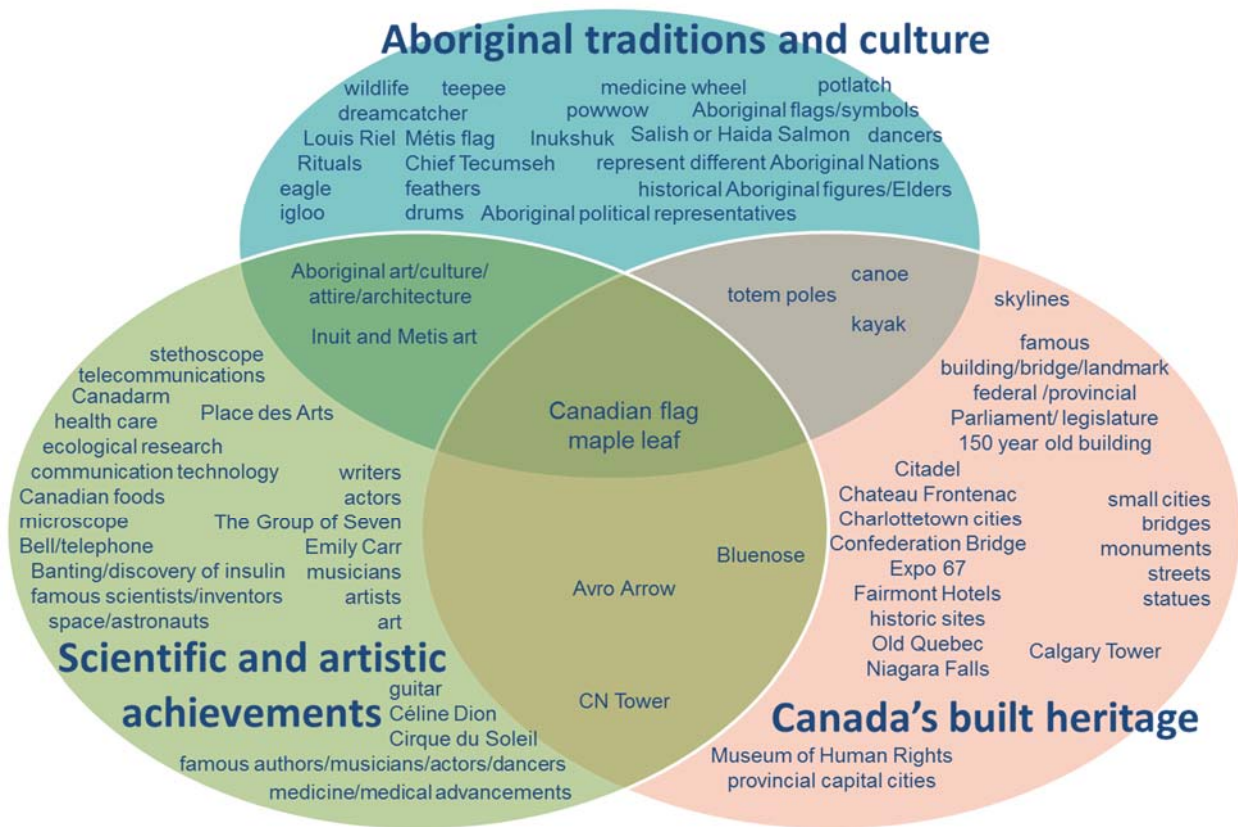 Aboriginal traditions and culture
wildlife teepee medicine wheel potlatch
dreamcatcher powwow Aboriginal flags/symbols
Louis Riel Métis flag Inukshuk Salish or Haida Salmon dancers
Rituals Chief Tecumseh represent different Aboriginal Nations
eagle feathers historical Aboriginal figures/Elders
igloo drums Aboriginal political representatives
Aboriginal art/culture/
attire/architecture
Inuit and Metis art
canoe
totem poles
kayak
Canadian flag
maple leaf
stethoscope
telecommunications
Canadarm
health care
Place des Arts
ecological research
communication technology
Canadian foods
microscope
Bell/telephone
Banting/discovery of insulin
famous scientists/inventors
space/astronauts
writers
actors
The Group of Seven
Emily Carr
musicians
artists
art
Scientific and artistic
achievements
guitar
Céline Dion
Cirque du Soleil
famous authors/musicians/actors/dancers
medicine/medical advancements
Bluenose
Avro Arrow
CN Tower
skylines
famous
building/bridge/landmark
federal /provincial
Parliament/ legislature
150 year old building
Citadel
Chateau Frontenac
Charlottetown cities
Confederation Bridge
Expo 67
Fairmont Hotels
historic sites
Old Quebec
Niagara Falls
small cities
bridges
monuments
streets
statues
Calgary Tower
Canada's built heritage
Museum of Human Rights
provincial capital cities